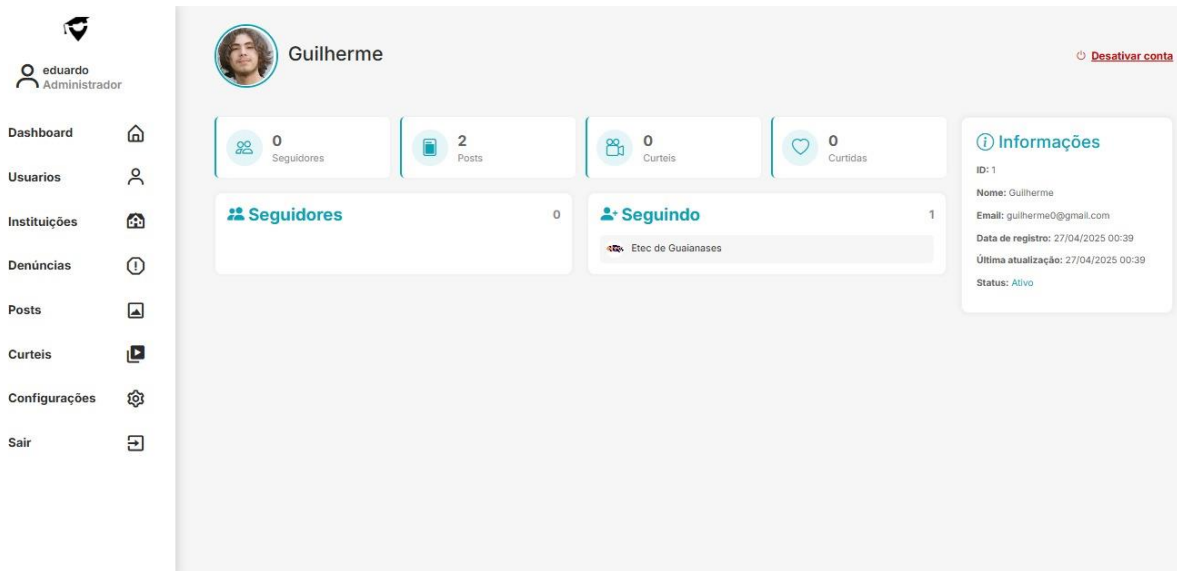 eduardo
Administrador
Dashboard
Usuarios
Instituições
Denúncias
Posts
Curteis
Configurações
Sair
Guilherme
Desativar conta
0
Seguidores
2
Posts
0
Curteis
0
Curtidas
Seguidores 0
Seguindo 1
Etec de Guaianases
Informações
ID: 1
Nome: Guilherme
Email: guilherme0@gmail.com
Data de registro: 27/04/2025 00:39
Última atualização: 27/04/2025 00:39
Status: Ativo